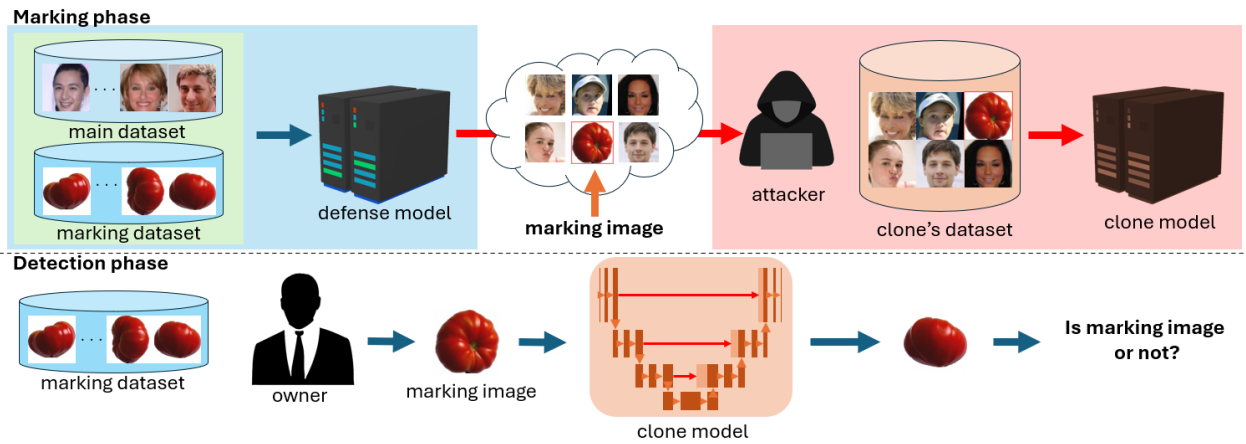 Marking phase
main dataset
marking dataset
defense model
marking image
attacker
clone's dataset
clone model
Detection phase
marking dataset
owner
marking image
clone model
Is marking image
or not?